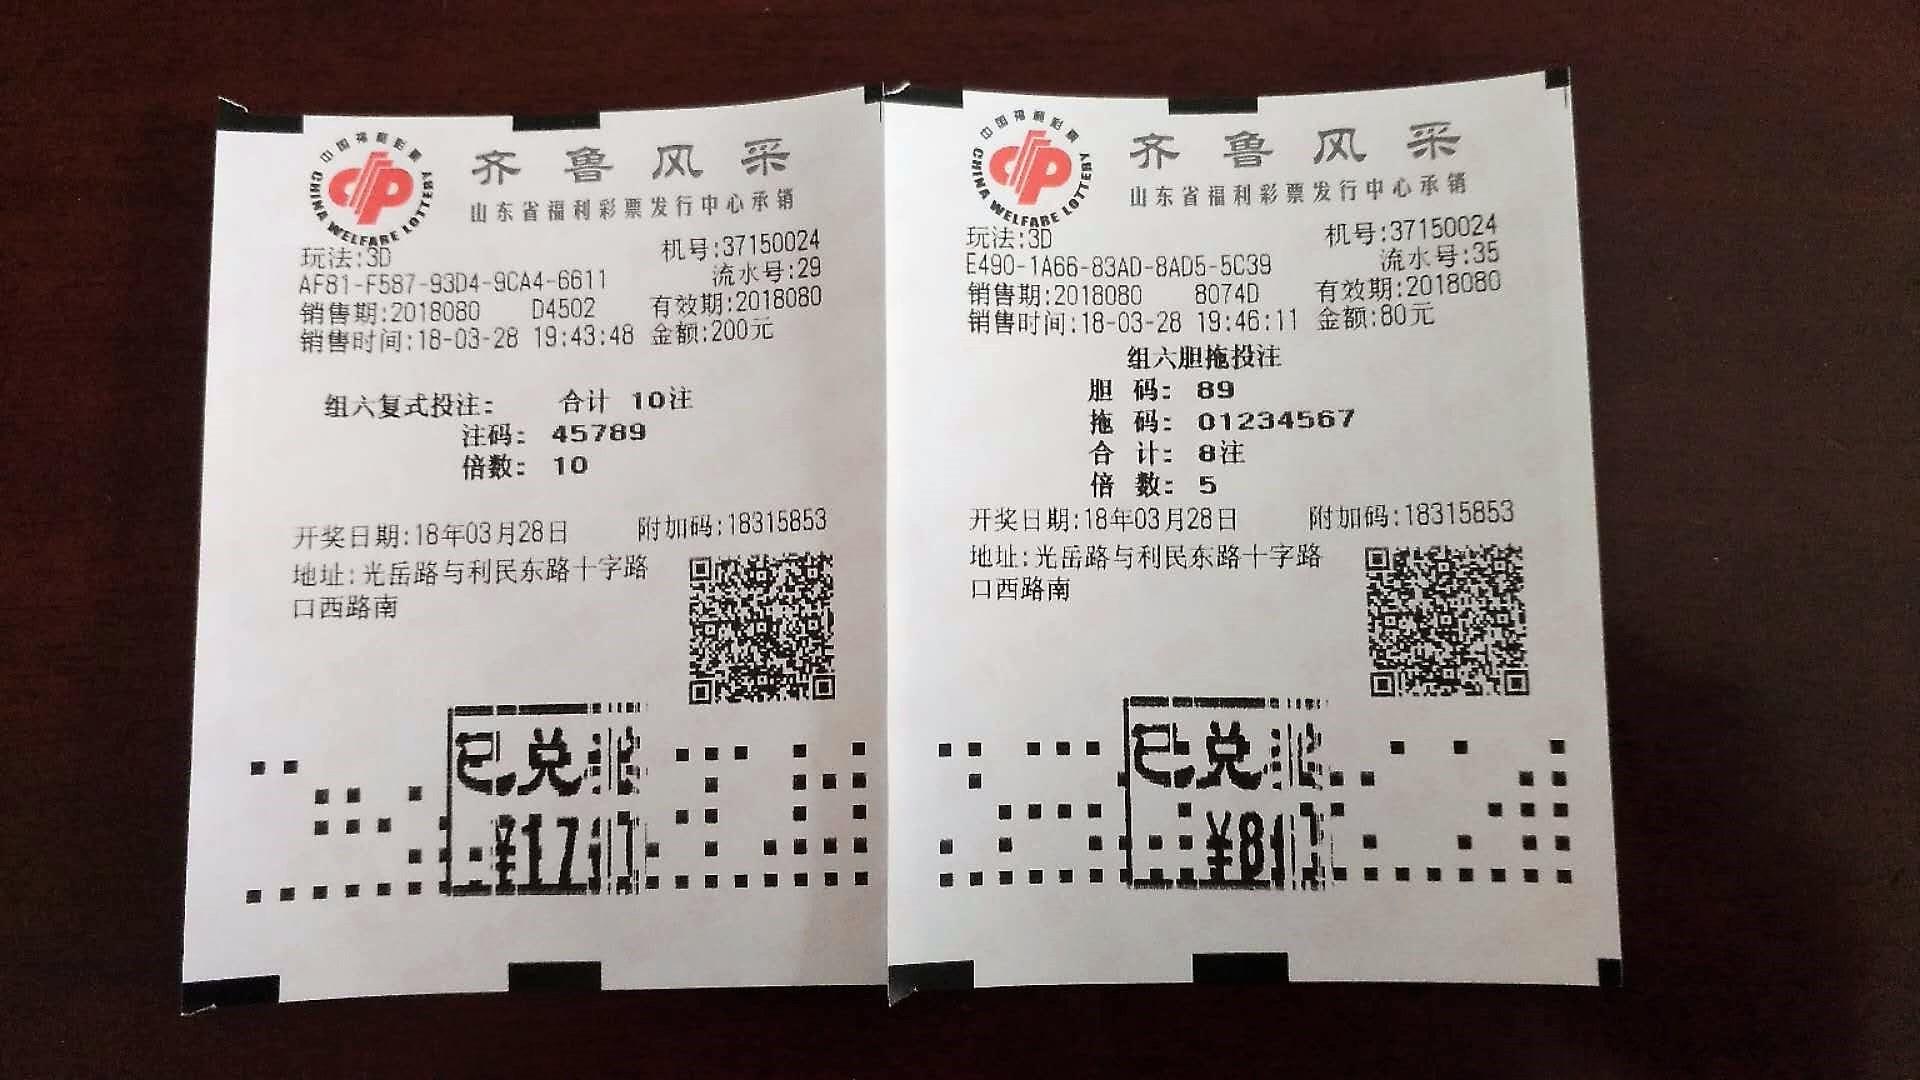 中国福利彩票
CHINA WELFARE LOTTERY
齐鲁风采
山东省福利彩票发行中心承销
玩法:3D
机号:37150024
AF81-F587-93D4-9CA4-6611
流水号:29
销售期:2018080 D4502 有效期:2018080
销售时间:18-03-28 19:43:48 金额:200元
组六复式投注: 合计 10注
注码: 45789
倍数: 10
开奖日期:18年03月28日 附加码:18315853
地址:光岳路与利民东路十字路
口西路南
已兑
中国福利彩票
CHINA WELFARE LOTTERY
齐鲁风采
山东省福利彩票发行中心承销
玩法:3D
机号:37150024
E490-1A66-83AD-8AD5-5C39
流水号:35
销售期:2018080 8074D 有效期:2018080
销售时间:18-03-28 19:46:11 金额:80元
组六胆拖投注
胆 码: 89
拖 码: 01234567
合 计: 8注
倍 数: 5
开奖日期:18年03月28日 附加码:18315853
地址:光岳路与利民东路十字路
口西路南
已兑